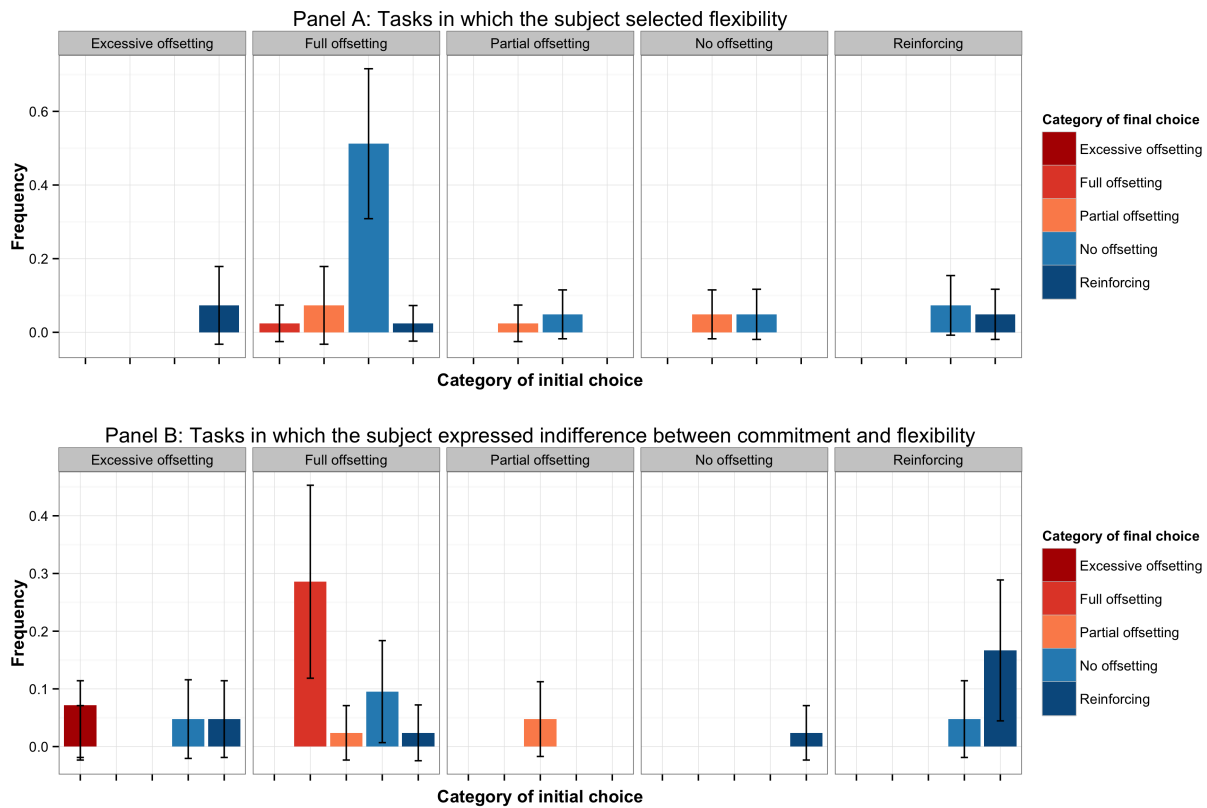 Panel A: Tasks in which the subject selected flexibility
Excessive offsetting
Full offsetting
Partial offsetting
No offsetting
Reinforcing
0.6
0.4
0.2
0.0
Frequency
Category of initial choice
Category of final choice
Excessive offsetting
Full offsetting
Partial offsetting
No offsetting
Reinforcing
Panel B: Tasks in which the subject expressed indifference between commitment and flexibility
Excessive offsetting
Full offsetting
Partial offsetting
No offsetting
Reinforcing
0.4
0.3
0.2
0.1
0.0
Frequency
Category of initial choice
Category of final choice
Excessive offsetting
Full offsetting
Partial offsetting
No offsetting
Reinforcing